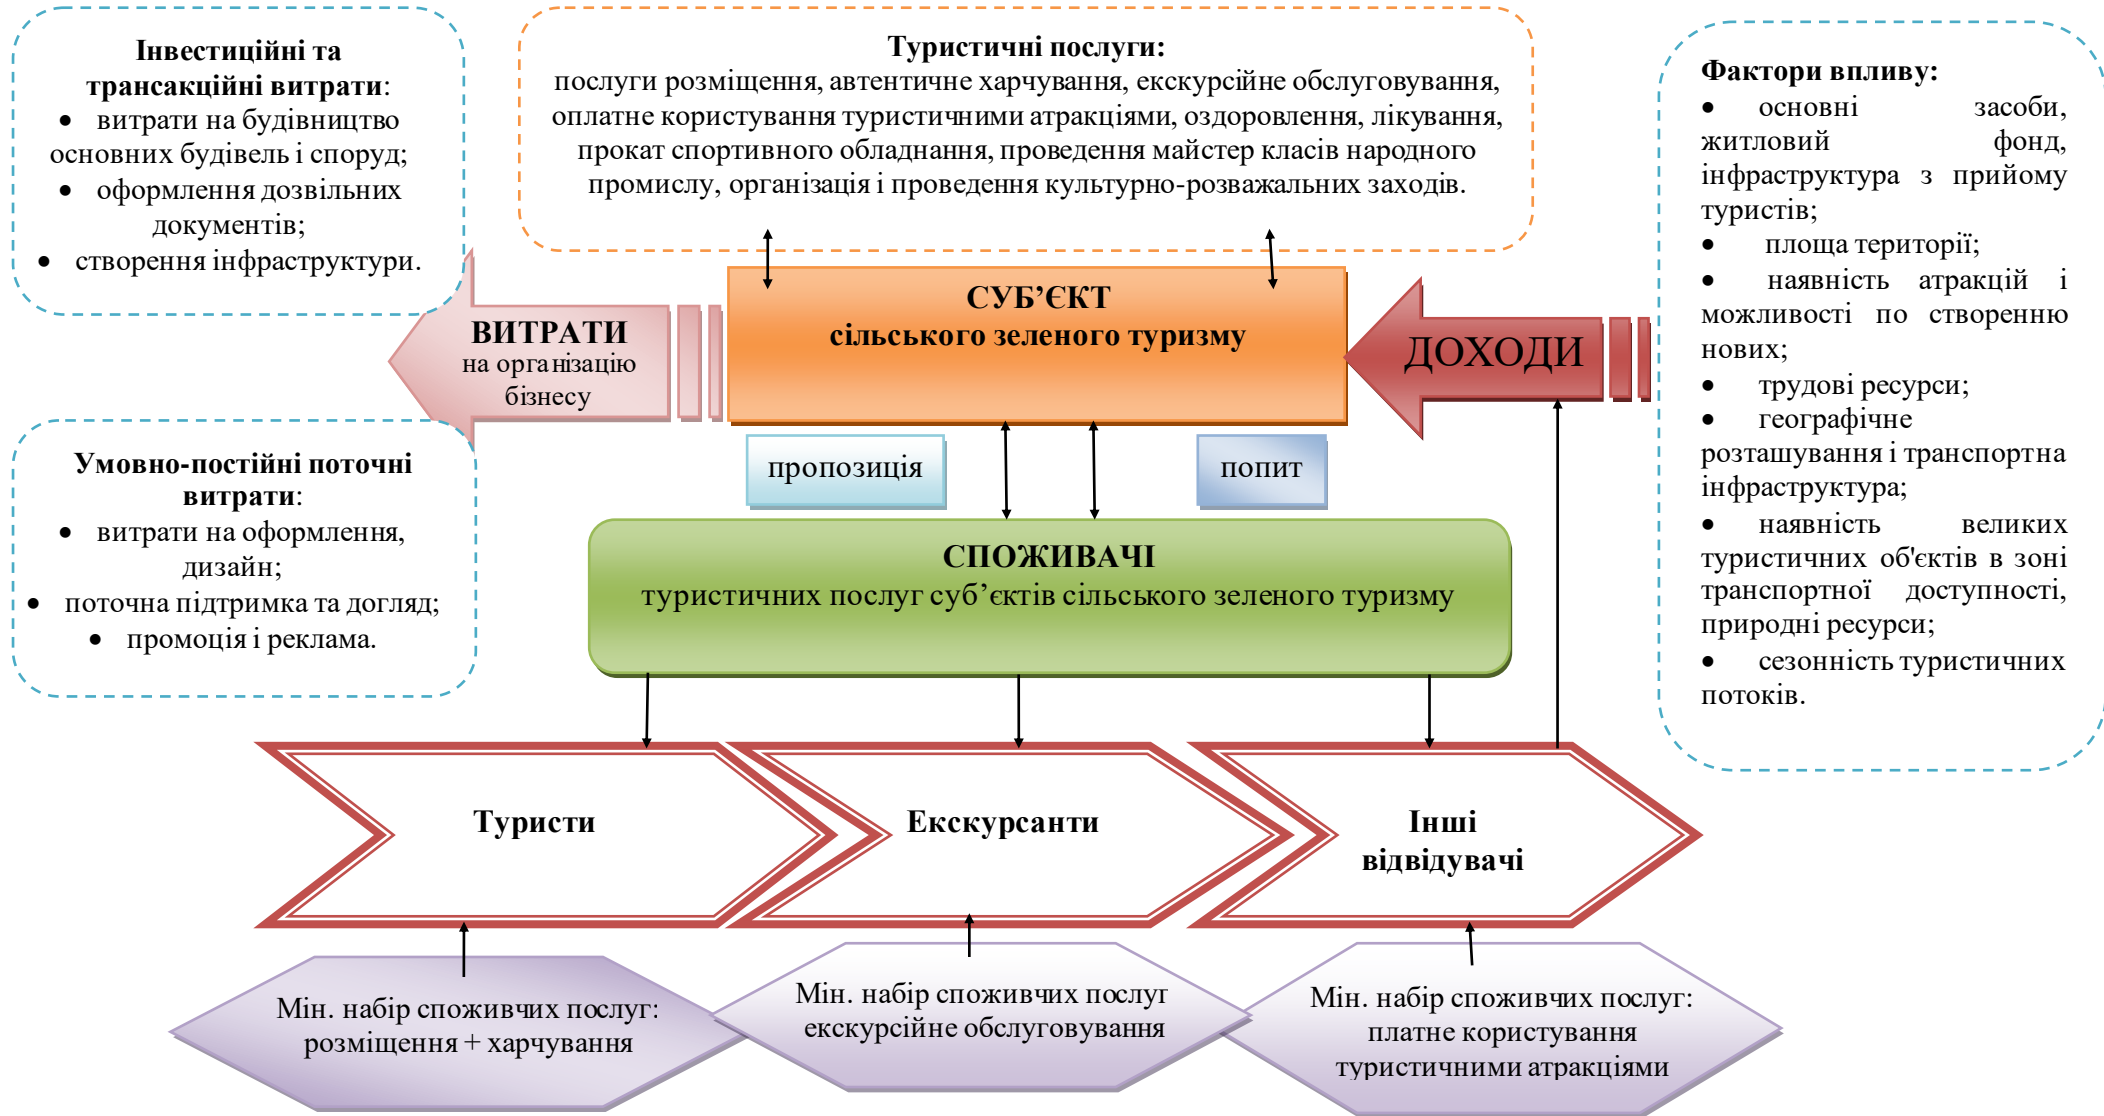 Інвестиційні та
трансакційні витрати:
• витрати на будівництво
основних будівель і споруд;
• оформлення дозвільних
документів;
• створення інфраструктури.
Туристичні послуги:
послуги розміщення, автентичне харчування, екскурсійне обслуговування,
оплатне користування туристичними атракціями, оздоровлення, лікування,
прокат спортивного обладнання, проведення майстер класів народного
промислу, організація і проведення культурно-розважальних заходів.
Фактори впливу:
• основні засоби,
житловий фонд,
інфраструктура з прийому
туристів;
• площа території;
• наявність атракцій і
можливості по створенню
нових;
• трудові ресурси;
• географічне
розташування і транспортна
інфраструктура;
• наявність великих
туристичних об'єктів в зоні
транспортної доступності,
природні ресурси;
• сезонність туристичних
потоків.
ВИТРАТИ
на організацію
бізнесу
СУБ’ЄКТ
сільського зеленого туризму
ДОХОДИ
Умовно-постійні поточні
витрати:
• витрати на оформлення,
дизайн;
• поточна підтримка та догляд;
• промоція і реклама.
пропозиція
попит
СПОЖИВАЧІ
туристичних послуг суб’єктів сільського зеленого туризму
Туристи
Екскурсанти
Інші
відвідувачі
Мін. набір споживчих послуг:
розміщення + харчування
Мін. набір споживчих послуг
екскурсійне обслуговування
Мін. набір споживчих послуг:
платне користування
туристичними атракціями